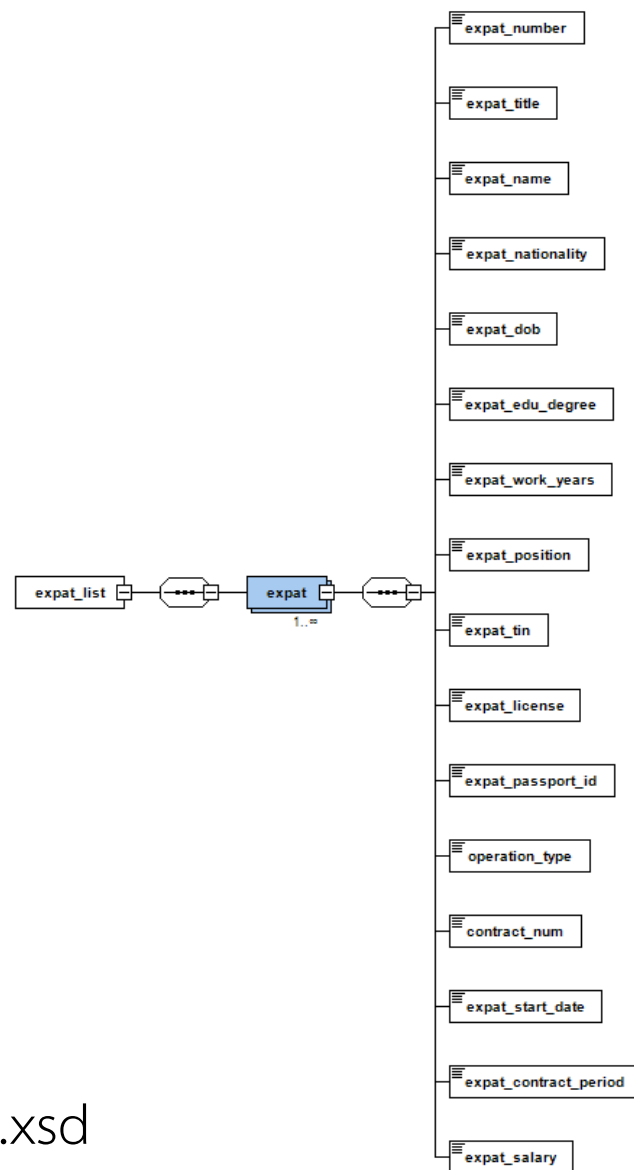 expat_number
expat_title
expat_name
expat_nationality
expat_dob
expat_edu_degree
expat_work_years
expat_position
expat_list
expat
1..∞
expat_tin
expat_license
expat_passport_id
operation_type
contract_num
expat_start_date
expat_contract_period
.xsd
expat_salary